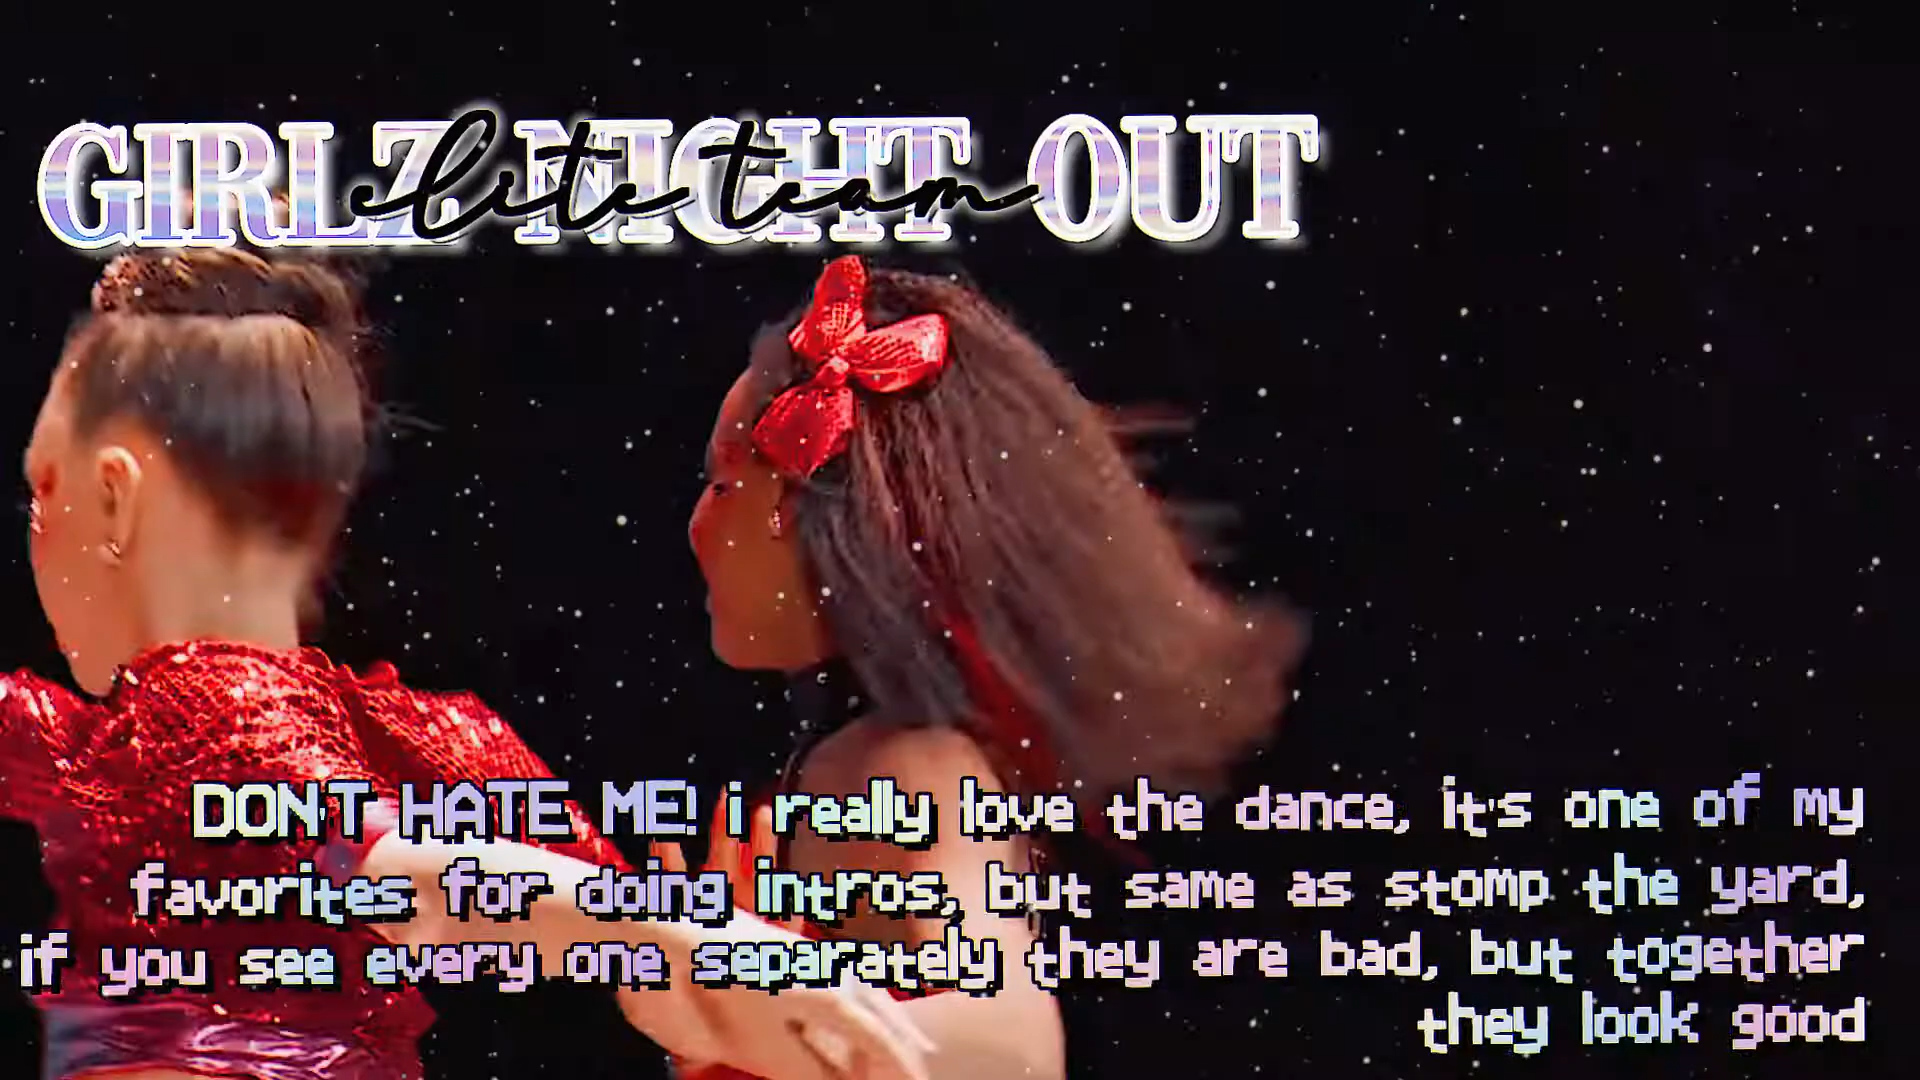 GIRLZ NIGHT OUT
elite team
DON'T HATE ME! i really love the dance, it's one of my
favorites for doing intros, but same as stomp the yard,
if you see every one separately they are bad, but together
they look good